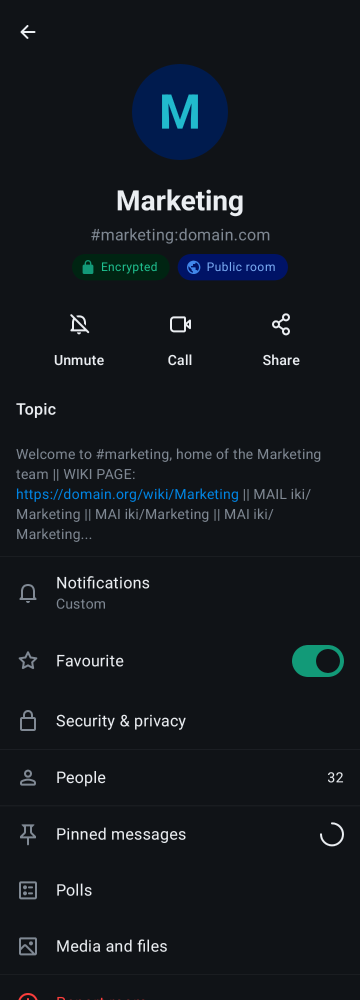 M
Marketing
#marketing:domain.com
Encrypted
Public room
Unmute
Call
Share
Topic
Welcome to #marketing, home of the Marketing
team || WIKI PAGE:
https://domain.org/wiki/Marketing || MAIL iki/
Marketing || MAI iki/Marketing || MAI iki/
Marketing...
Notifications
Custom
Favourite
Security & privacy
People
32
Pinned messages
Polls
Media and files